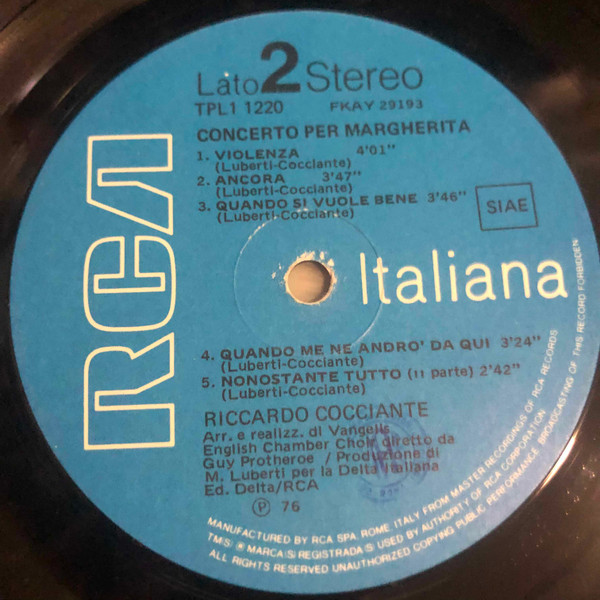 Lato 2 Stereo
TPL1 1220 FKAY 29193
CONCERTO PER MARGHERITA
1. VIOLENZA 4'01"
(Luberti-Cocciante)
2. ANCORA 3'47"
(Luberti-Cocciante)
3. QUANDO SI VUOLE BENE 3'46"
(Luberti-Cocciante)
SIAE
RCA
Italiana
4. QUANDO ME NE ANDRO' DA QUI 3'24"
(Luberti-Cocciante)
5. NONOSTANTE TUTTO (II parte) 2'42"
(Luberti-Cocciante)
RICCARDO COCCIANTE
Arr. e realizz. di Vangelis
English Chamber Choir diretto da
Guy Protheroe / Produzione di
M. Luberti per la Delta Italiana
Ed. Delta/RCA
Ⓟ 76
MANUFACTURED BY RCA SPA, ROME, ITALY FROM MASTER RECORDINGS OF RCA RECORDS
TM(S) ® MARCA(S) REGISTRADA(S) USED BY AUTHORITY OF RCA CORPORATION
ALL RIGHTS RESERVED UNAUTHORIZED COPYING PUBLIC PERFORMANCE BROADCASTING OF THIS RECORD FORBIDDEN